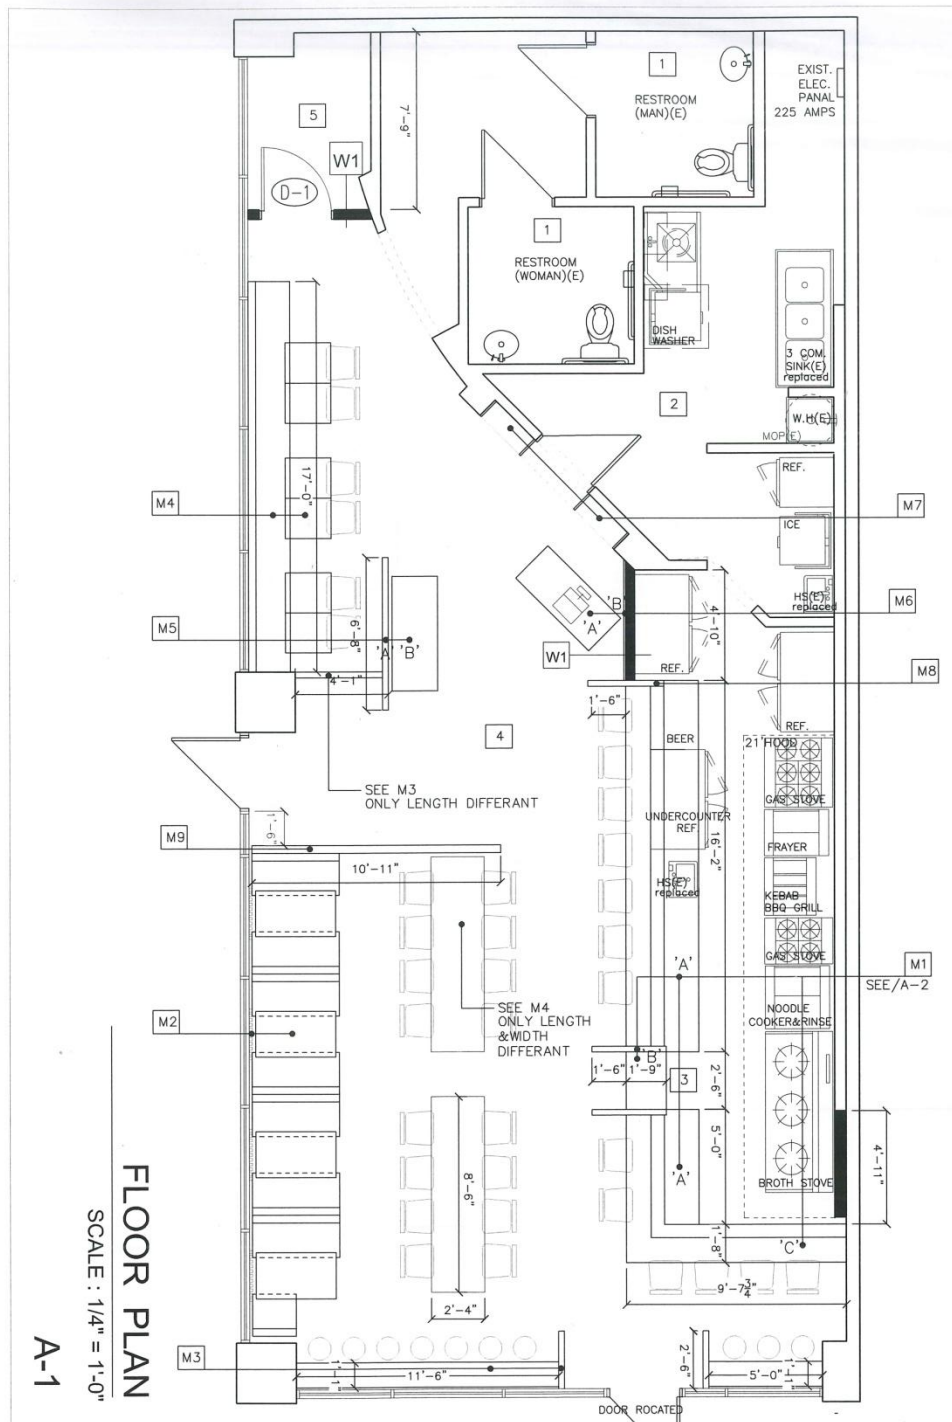 EXIST.
ELEC.
PANAL
225 AMPS
1
RESTROOM
(MAN)(E)
5
7'-9"
W1
D-1
1
RESTROOM
(WOMAN)(E)
DISH
WASHER
3 COM.
SINK(E)
replaced
2
W.H(E)
MOP(E)
REF.
17'-0"
M4
M7
ICE
HS(E)
replaced
M5
6'-8"
'A'
'B'
4'-1"
'A'
'B'
M6
4'-10"
W1
REF.
M8
1'-6"
4
BEER
REF.
21'HOOD
GAS STOVE
SEE M3
ONLY LENGTH DIFFERANT
UNDERCOUNTER
REF.
16'-2"
FRAYER
1'-6"
M9
10'-11"
HS(E)
replaced
KEBAB
BBQ GRILL
GAS STOVE
'A'
M1
SEE/A-2
SEE M4
ONLY LENGTH
&WIDTH
DIFFERANT
NOODLE
COOKER&RINSE
M2
'B'
1'-6"
1'-9"
3
2'-6"
5'-0"
4'-11"
'A'
BROTH STOVE
8'-6"
1'-8"
'C'
9'-7 3/4"
2'-4"
M3
1'-1"
11'-6"
2'-6"
5'-0"
1'-1"
DOOR ROCATED
FLOOR PLAN
SCALE : 1/4" = 1'-0"
A-1